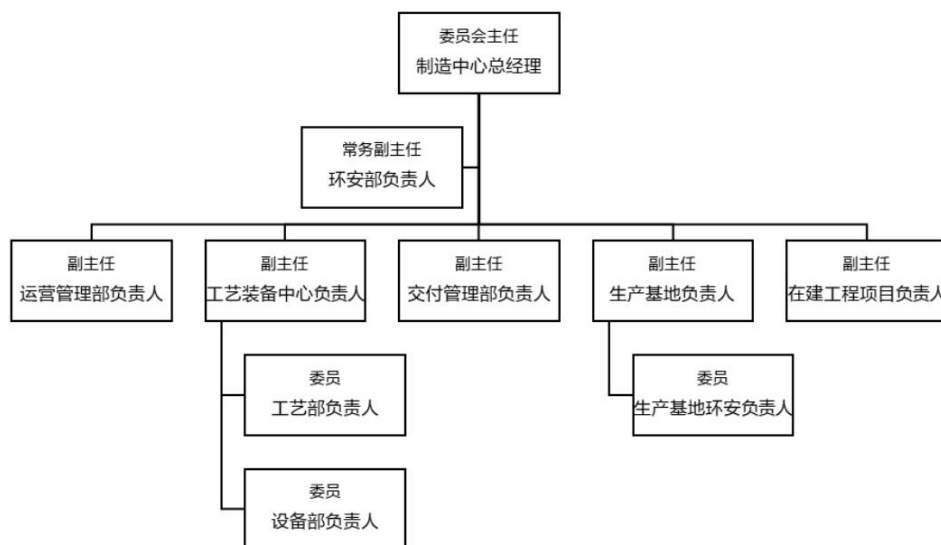 委员会主任
制造中心总经理
常务副主任
环安部负责人
副主任
运营管理部负责人
副主任
工艺装备中心负责人
副主任
交付管理部负责人
副主任
生产基地负责人
副主任
在建工程项目负责人
委员
工艺部负责人
委员
生产基地环安负责人
委员
设备部负责人